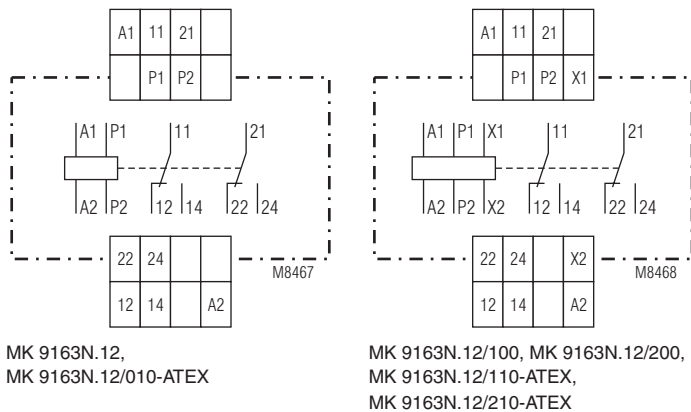 A1 11 21
P1 P2
A1 P1 11 21
A2 P2 12 14 22 24
22 24
12 14 A2
M8467
MK 9163N.12,
MK 9163N.12/010-ATEX
A1 11 21
P1 P2 X1
A1 P1 X1 11 21
A2 P2 X2 12 14 22 24
22 24 X2
12 14 A2
M8468
MK 9163N.12/100, MK 9163N.12/200,
MK 9163N.12/110-ATEX,
MK 9163N.12/210-ATEX